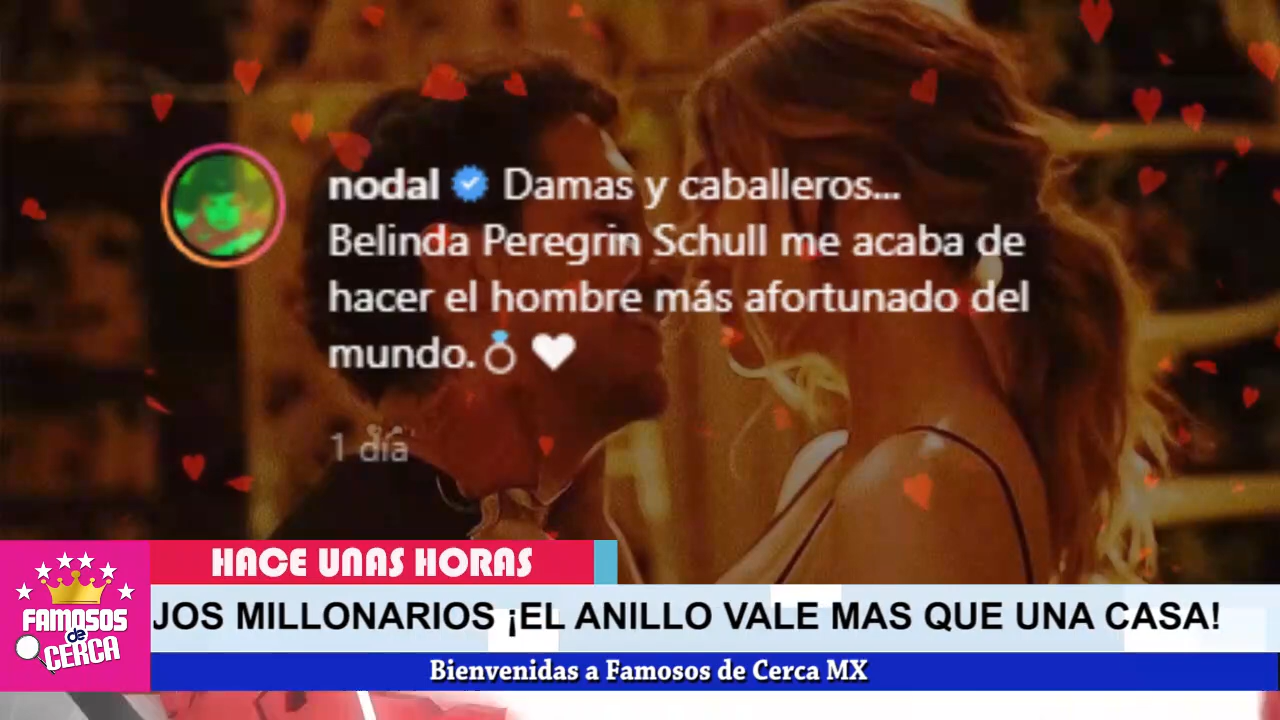 nodal Damas y caballeros...
Belinda Peregrin Schull me acaba de
hacer el hombre más afortunado del
mundo.
1 día
HACE UNAS HORAS
JOS MILLONARIOS ¡EL ANILLO VALE MAS QUE UNA CASA!
FAMOSOS
de
CERCA
Bienvenidas a Famosos de Cerca MX